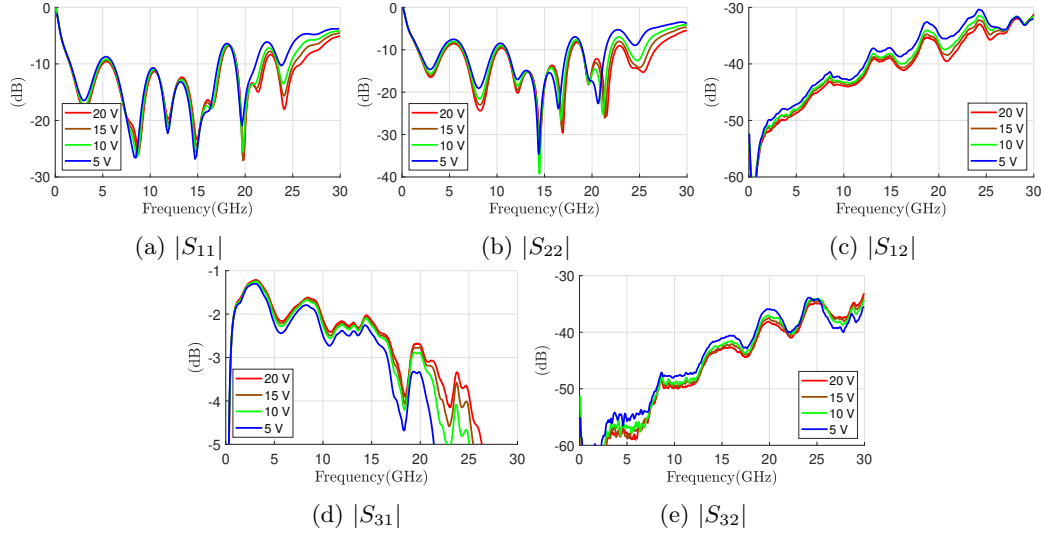 0
-10
-20
-30
(dB)
20 V
15 V
10 V
5 V
0 5 10 15 20 25 30
Frequency(GHz)
(a) |S₁₁|
0
-10
-20
-30
-40
(dB)
20 V
15 V
10 V
5 V
0 5 10 15 20 25 30
Frequency(GHz)
(b) |S₂₂|
-30
-40
-50
-60
(dB)
20 V
15 V
10 V
5 V
0 5 10 15 20 25 30
Frequency(GHz)
(c) |S₁₂|
-1
-2
-3
-4
-5
(dB)
20 V
15 V
10 V
5 V
0 5 10 15 20 25 30
Frequency(GHz)
(d) |S₃₁|
-30
-40
-50
-60
(dB)
20 V
15 V
10 V
5 V
0 5 10 15 20 25 30
Frequency(GHz)
(e) |S₃₂|